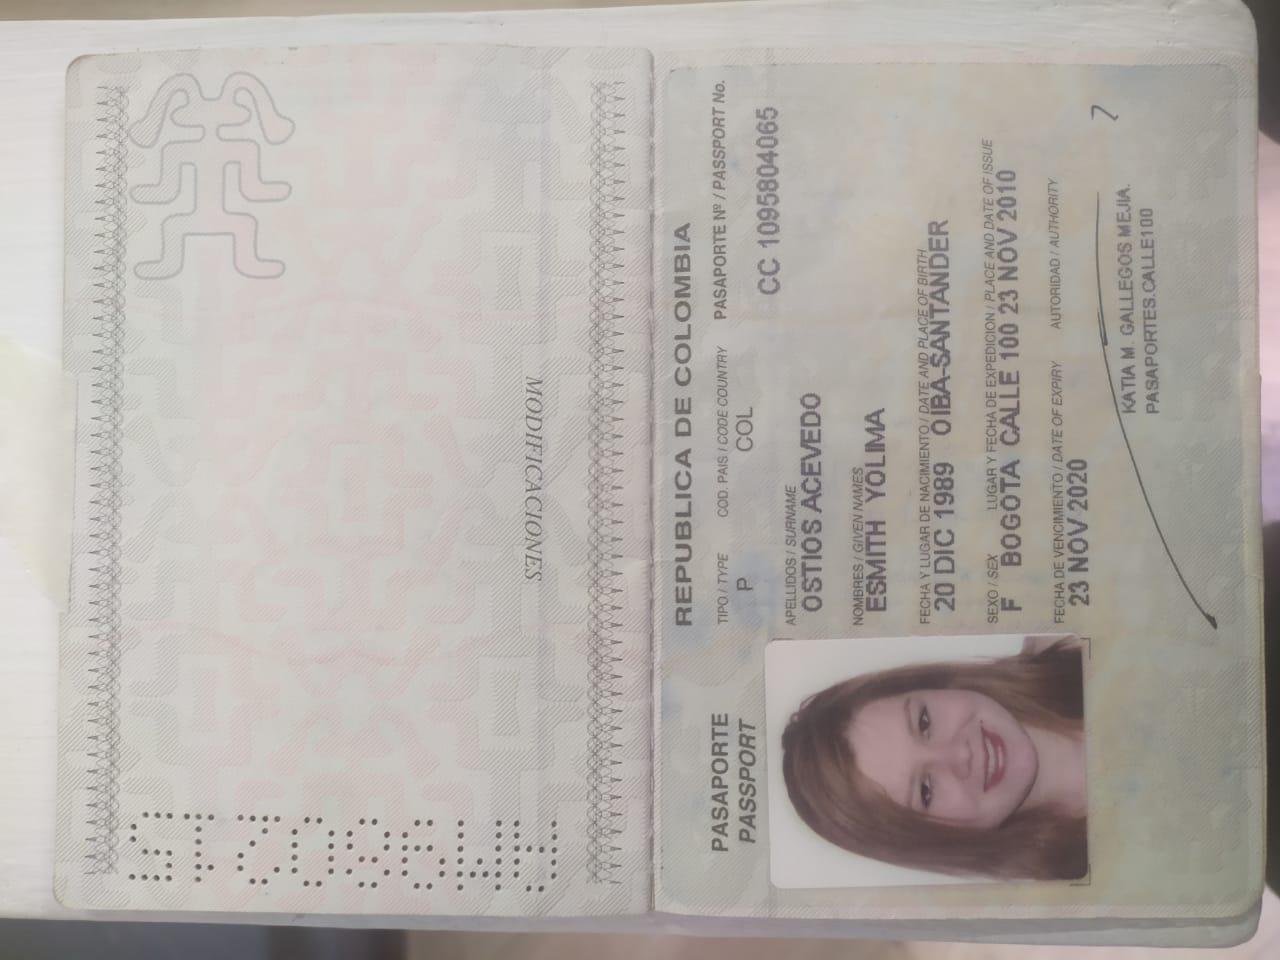 MODIFICACIONES
REPUBLICA DE COLOMBIA
PASAPORTE
PASSPORT
TIPO / TYPE COD. PAIS / CODE COUNTRY PASAPORTE Nº / PASSPORT No.
P COL CC 1095804065
APELLIDOS / SURNAME
OSTIOS ACEVEDO
NOMBRES / GIVEN NAMES
ESMITH YOLIMA
FECHA Y LUGAR DE NACIMIENTO / DATE AND PLACE OF BIRTH
20 DIC 1989 OIBA-SANTANDER
SEXO / SEX LUGAR Y FECHA DE EXPEDICION / PLACE AND DATE OF ISSUE
F BOGOTA CALLE 100 23 NOV 2010
FECHA DE VENCIMIENTO / DATE OF EXPIRY AUTORIDAD / AUTHORITY
23 NOV 2020
KATIA M. GALLEGOS MEJIA.
PASAPORTES.CALLE100